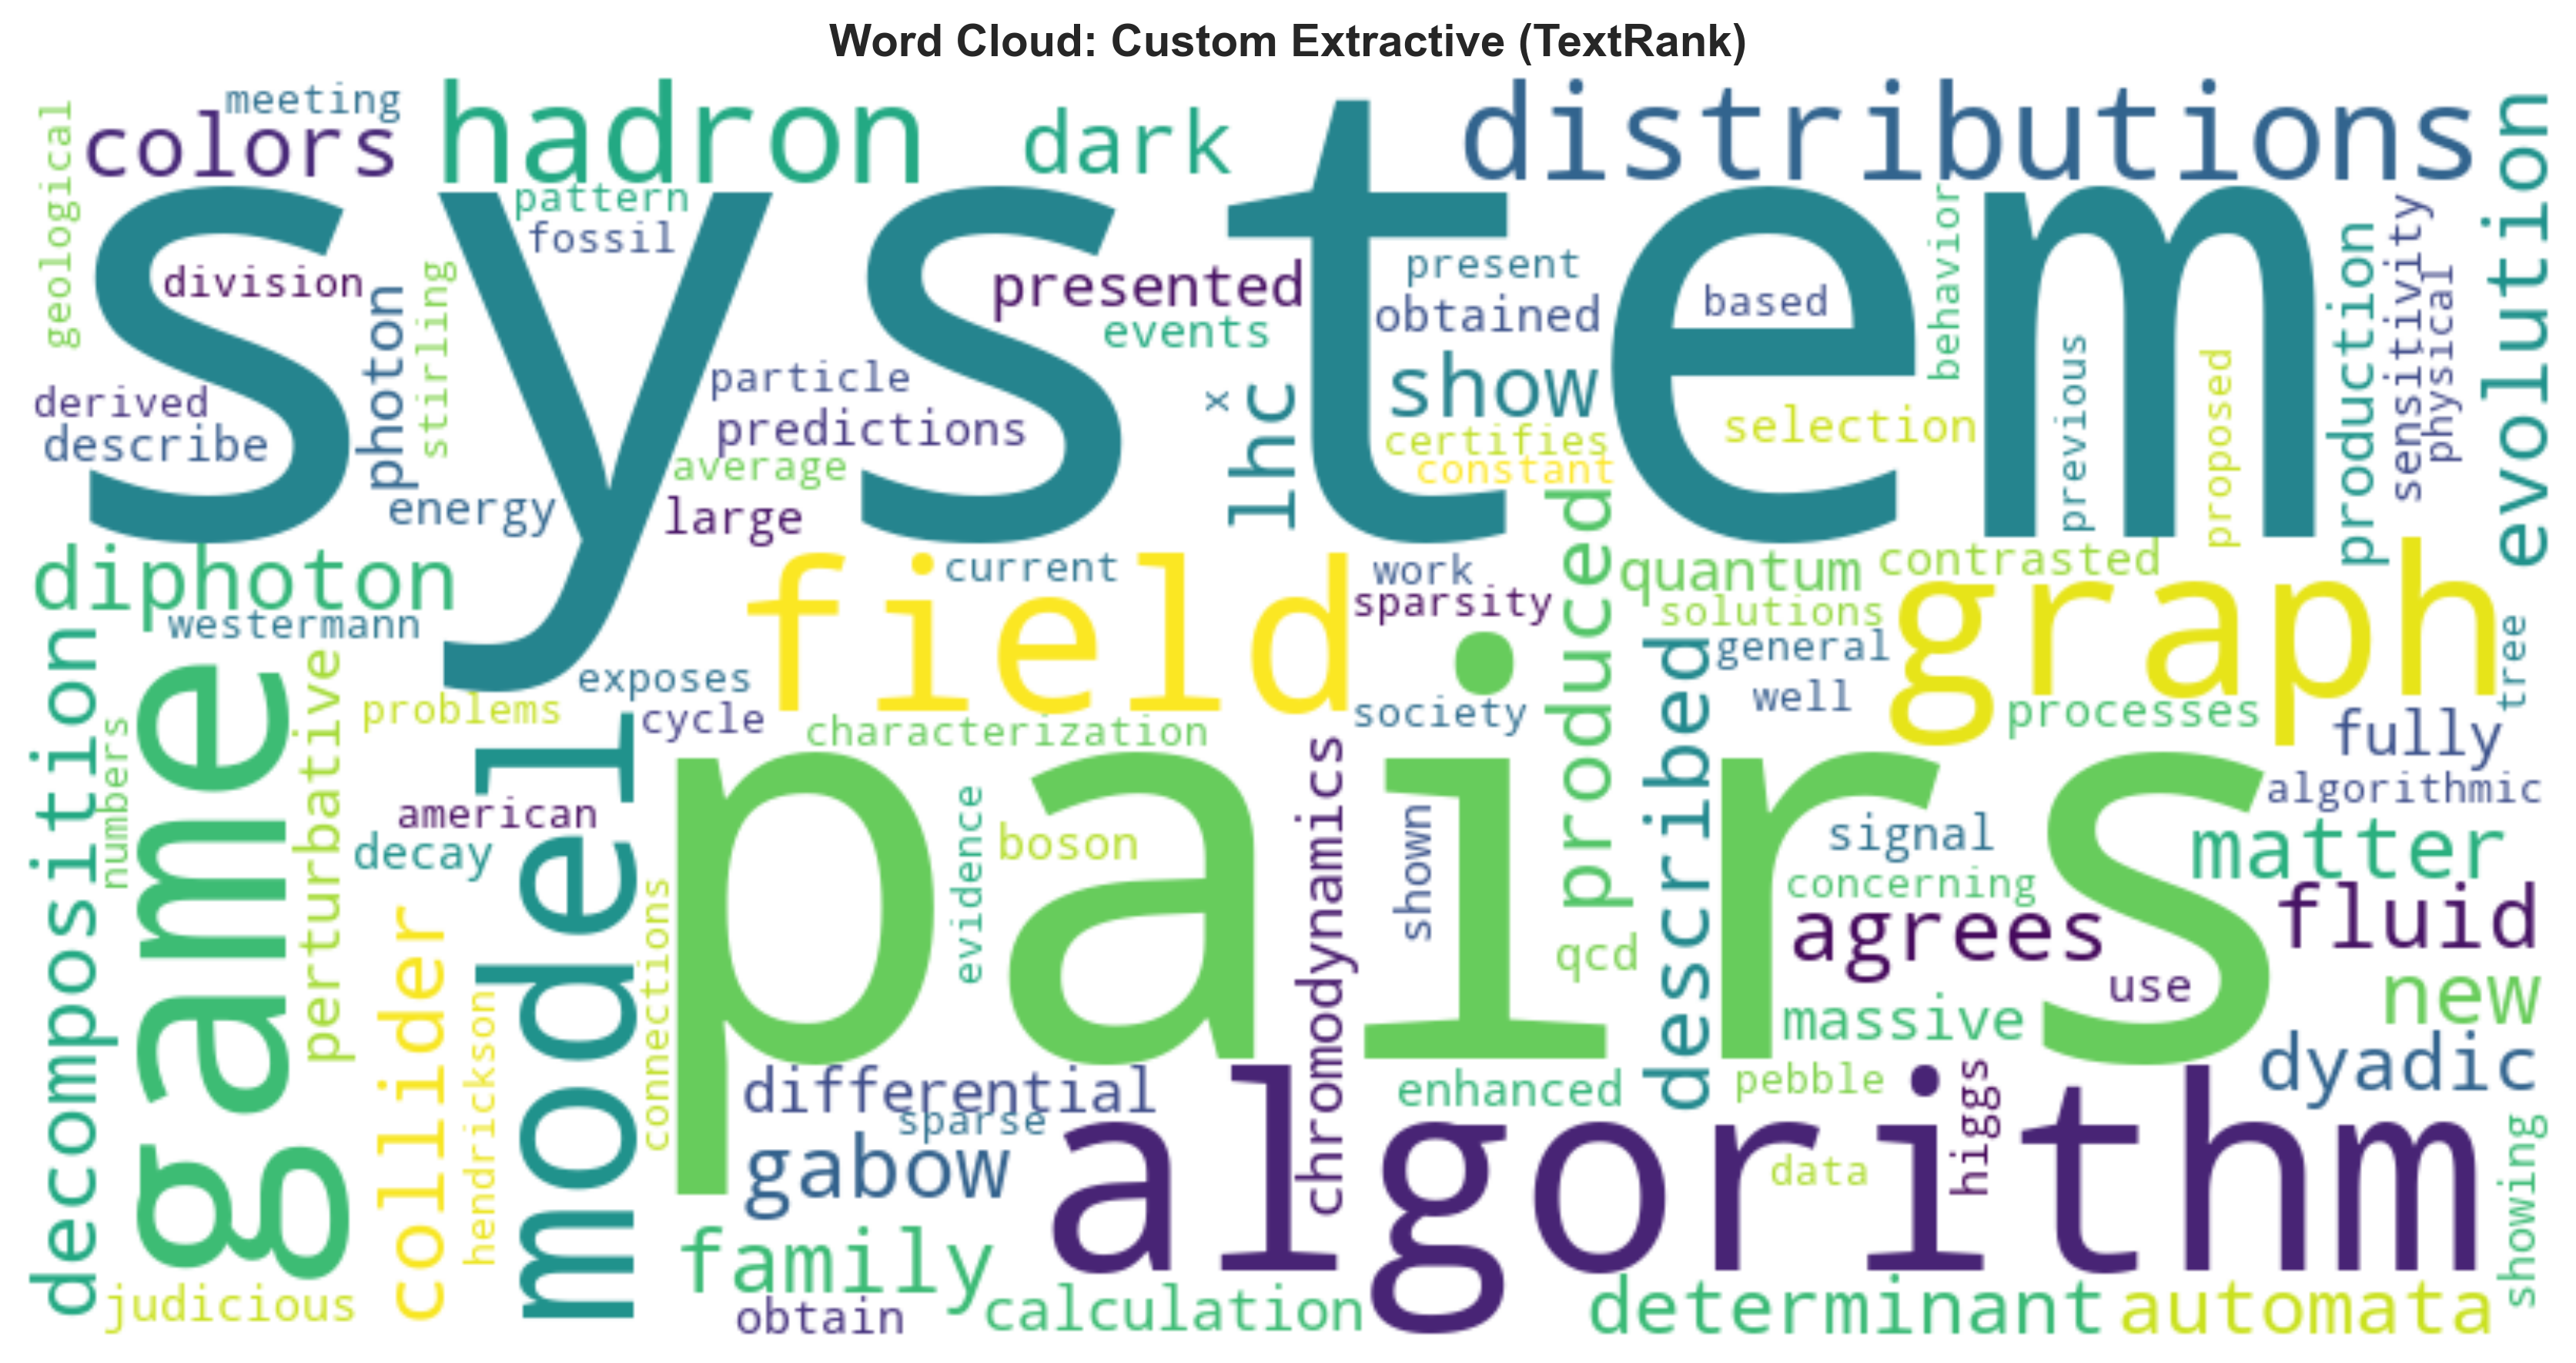 Word Cloud: Custom Extractive (TextRank)
meeting
colors
hadron
dark
distributions
geological
evolution
system
pattern
fossil
division
photon
stirling
presented
events
present
obtained
based
behavior
production
sensitivity
physical
derived
describe
particle
predictions
average
large
energy
x
lhc
show
certifies
constant
selection
previous
proposed
diphoton
westermann
field
current
work
sparsity
produced
quantum
contrasted
solutions
general
well
graph
tree
exposes
cycle
problems
characterization
society
described
processes
fully
algorithmic
decomposition
numbers
game
perturbative
american
decay
model
pairs
evidence
boson
chromodynamics
shown
signal
concerning
agrees
matter
fluid
use
new
qcd
massive
dyadic
collider
hendrickson
connections
differential
sparse
gabow
enhanced
pebble
higgs
algorithm
data
showing
family
judicious
obtain
calculation
determinant
automata